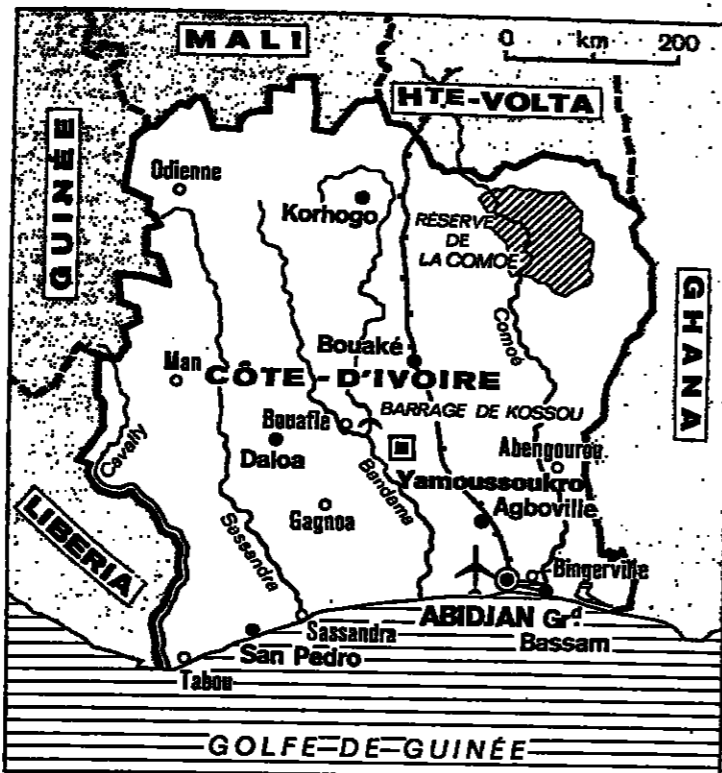 MALI
0 km 200
HTE-VOLTA
GUINÉE
Odienne
Korhogo
RÉSERVE
DE
LA COMOÉ
GHANA
Bouaké
Comoé
Man
CÔTE-D'IVOIRE
BARRAGE DE KOSSOU
Bouaflé
Cavally
Daloa
Abengourou
Yamoussoukro
Bandama
Agboville
Gagnoa
Sassandra
LIBERIA
Bingerville
ABIDJAN Grd.
Bassam
Sassandra
San Pedro
Tabou
GOLFE-DE-GUINÉE